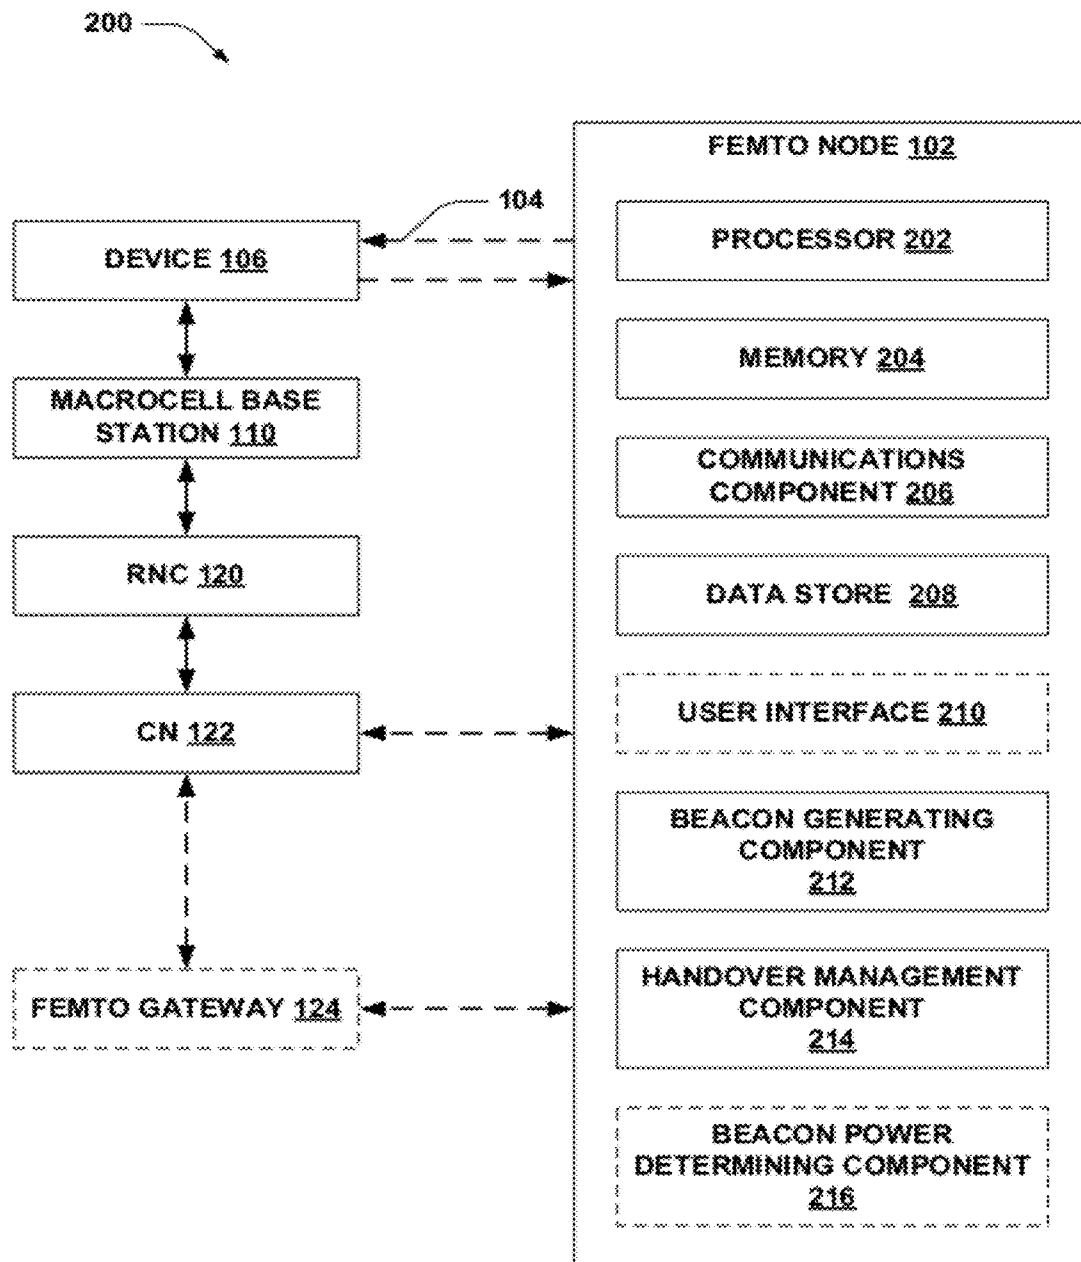 200
FEMTO NODE 102
104
DEVICE 106
MACROCELL BASE
STATION 110
RNC 120
CN 122
FEMTO GATEWAY 124
PROCESSOR 202
MEMORY 204
COMMUNICATIONS
COMPONENT 206
DATA STORE 208
USER INTERFACE 210
BEACON GENERATING
COMPONENT
212
HANDOVER MANAGEMENT
COMPONENT
214
BEACON POWER
DETERMINING COMPONENT
216